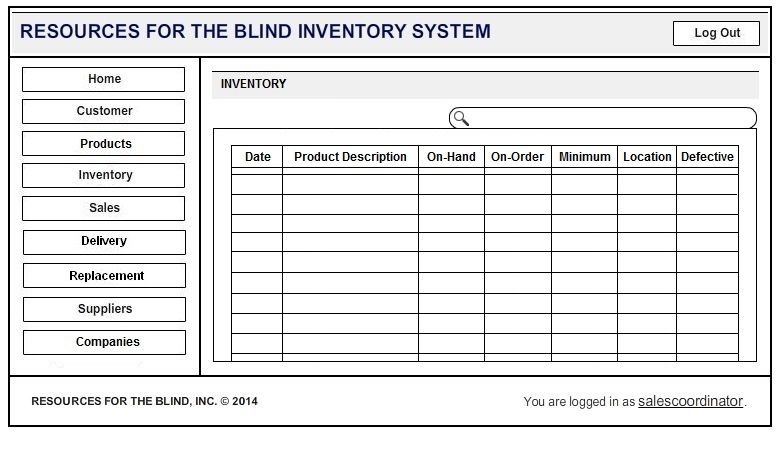 RESOURCES FOR THE BLIND INVENTORY SYSTEM
Log Out
Home
Customer
Products
Inventory
Sales
Delivery
Replacement
Suppliers
Companies
INVENTORY
Date Product Description On-Hand On-Order Minimum Location Defective
RESOURCES FOR THE BLIND, INC. © 2014
You are logged in as salescoordinator.